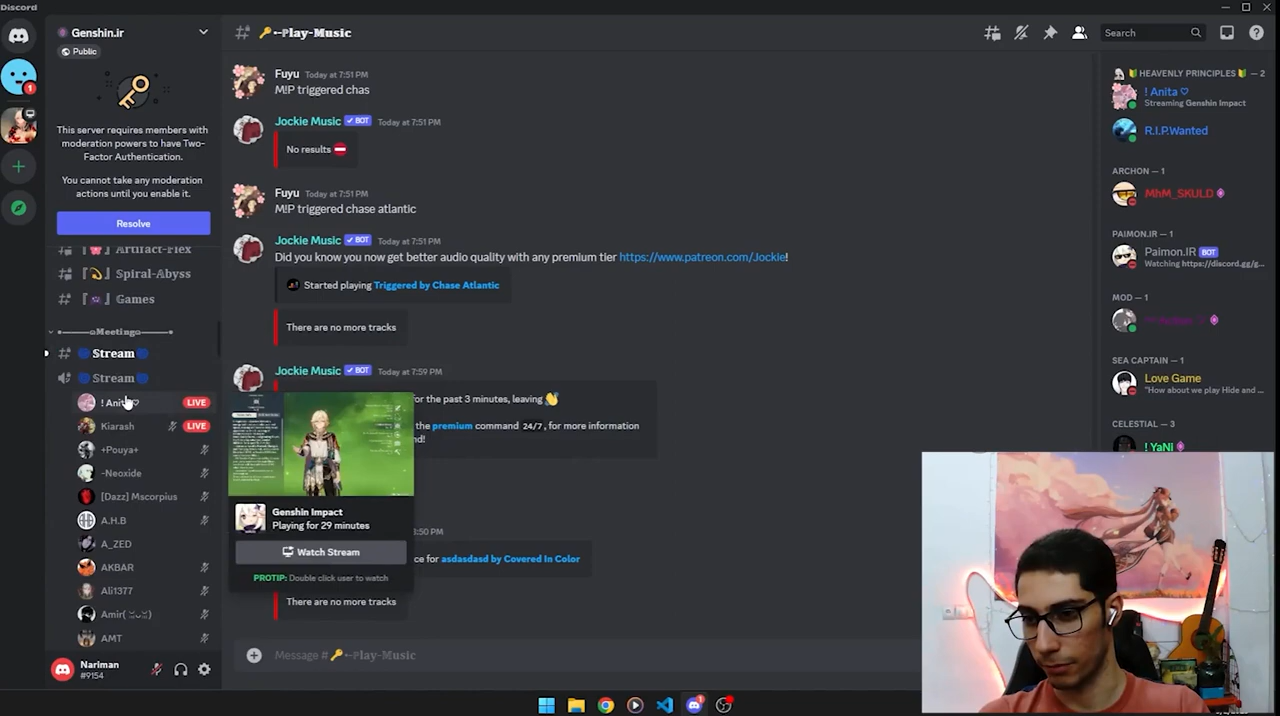 Discord
Genshin.ir
Public
This server requires members with
moderation powers to have Two-
Factor Authentication.
You cannot take any moderation
actions until you enable it.
Resolve
Artifact-Flex
Spiral-Abyss
Games
Meeting
Stream
Stream
! Anita
LIVE
Kiarash
LIVE
+Pouya+
-Neoxide
[Dazz] Mscorpius
A.H.B
A_ZED
AKBAR
Ali1377
Amir
AMT
Nariman
#9154
Play-Music
Search
Fuyu Today at 7:51 PM
M!P triggered chas
Jockie Music BOT Today at 7:51 PM
No results
Fuyu Today at 7:51 PM
M!P triggered chase atlantic
Jockie Music BOT Today at 7:51 PM
Did you know you now get better audio quality with any premium tier https://www.patreon.com/Jockie!
Started playing Triggered by Chase Atlantic
There are no more tracks
Jockie Music BOT Today at 7:59 PM
for the past 3 minutes, leaving 👋
the premium command 24/7, for more information
nd!
Genshin Impact
Playing for 29 minutes
Watch Stream
PROTIP: Double click user to watch
:50 PM
ce for asdasdasd by Covered In Color
There are no more tracks
Message # Play-Music
HEAVENLY PRINCIPLES — 2
! Anita
Streaming Genshin Impact
R.I.P.Wanted
ARCHON — 1
MhM_SKULD
PAIMON.IR — 1
Paimon.IR BOT
Watching https://discord.gg/g...
MOD — 1
SEA CAPTAIN — 1
Love Game
"How about we play Hide and ...
CELESTIAL — 3
! YaNi